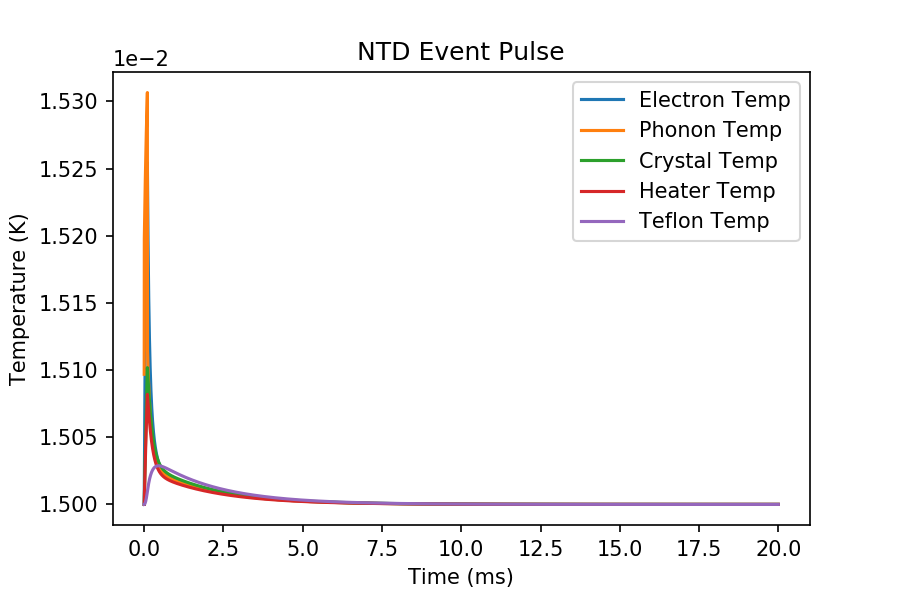 NTD Event Pulse
1e−2
1.530
1.525
1.520
1.515
1.510
1.505
1.500
Temperature (K)
Electron Temp
Phonon Temp
Crystal Temp
Heater Temp
Teflon Temp
0.0 2.5 5.0 7.5 10.0 12.5 15.0 17.5 20.0
Time (ms)